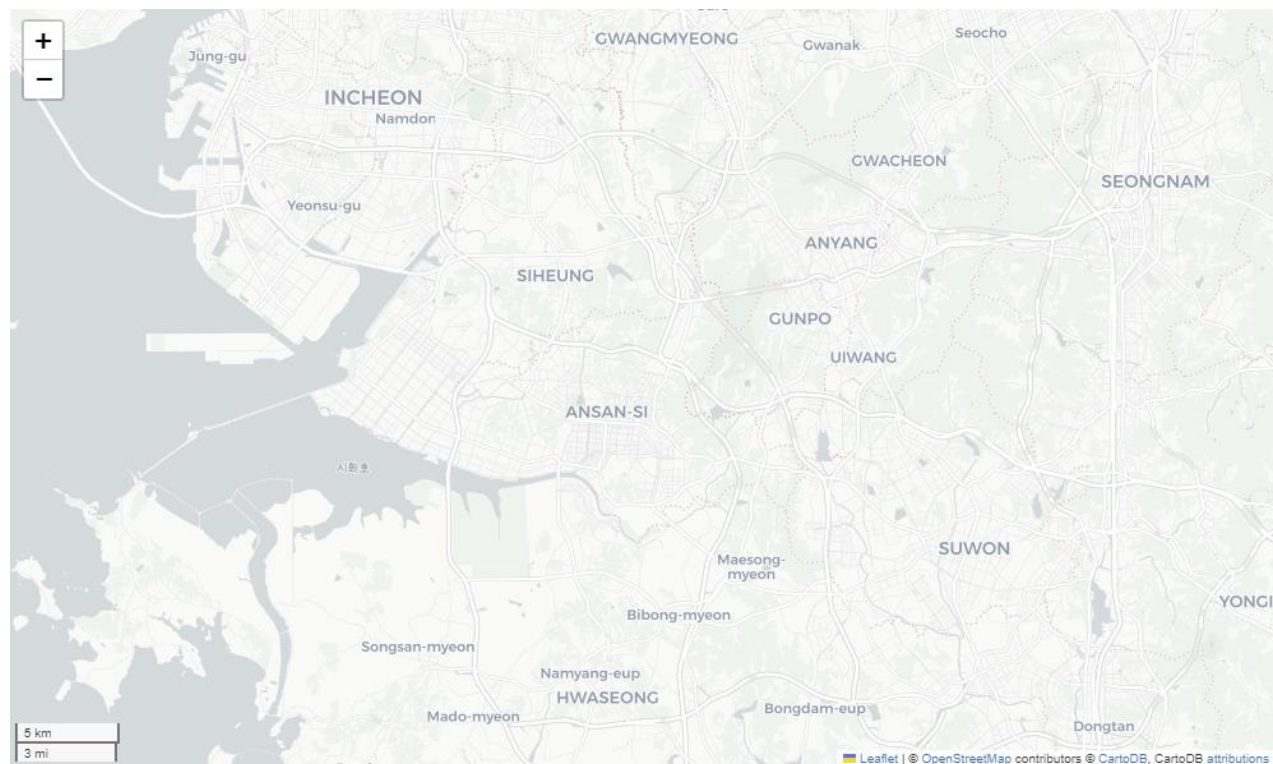 +
−
GWANGMYEONG
Gwanak
Seocho
Jung-gu
INCHEON
Namdon
GWACHEON
SEONGNAM
Yeonsu-gu
ANYANG
SIHEUNG
GUNPO
UIWANG
ANSAN-SI
시화호
SUWON
Maesong-
myeon
YONGI
Bibong-myeon
Songsan-myeon
Namyang-eup
HWASEONG
Bongdam-eup
Mado-myeon
Dongtan
5 km
3 mi
Leaflet | © OpenStreetMap contributors © CartoDB, CartoDB attributions